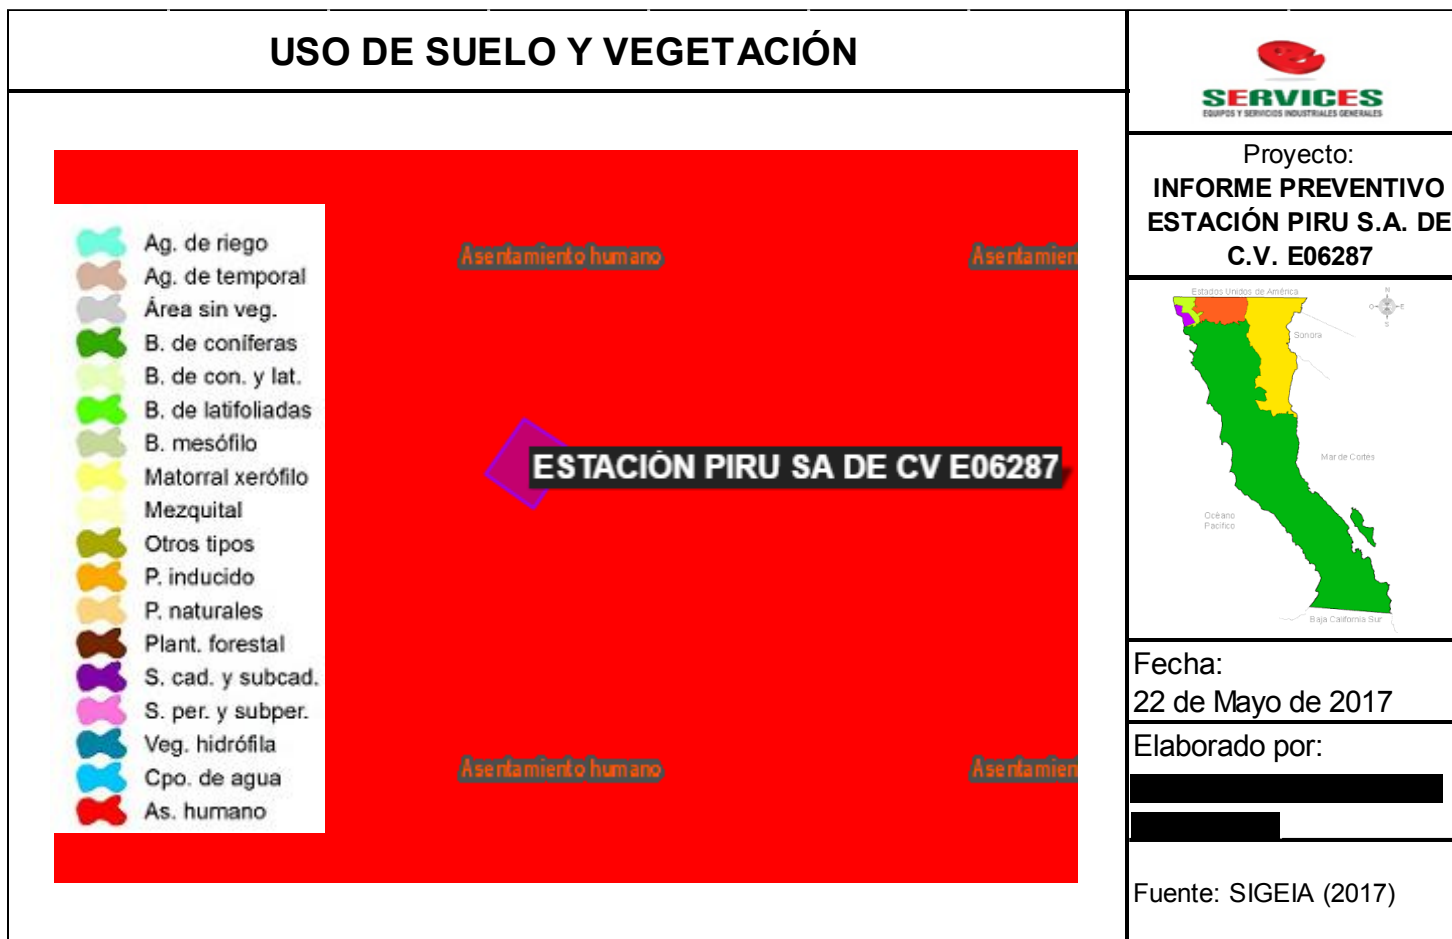 USO DE SUELO Y VEGETACIÓN
SERVICES
EQUIPOS Y SERVICIOS INDUSTRIALES GENERALES
Proyecto:
INFORME PREVENTIVO
ESTACIÓN PIRU S.A. DE
C.V. E06287
Ag. de riego
Ag. de temporal
Área sin veg.
B. de coníferas
B. de con. y lat.
B. de latifoliadas
B. mesófilo
Matorral xerófilo
Mezquital
Otros tipos
P. inducido
P. naturales
Plant. forestal
S. cad. y subcad.
S. per. y subper.
Veg. hidrófila
Cpo. de agua
As. humano
Asentamiento humano
Asentamien
ESTACIÓN PIRU SA DE CV E06287
Asentamiento humano
Asentamien
Estados Unidos de América
N
O
E
S
Sonora
Mar de Cortés
Océano
Pacífico
Baja California Sur
Fecha:
22 de Mayo de 2017
Elaborado por:
Fuente: SIGEIA (2017)